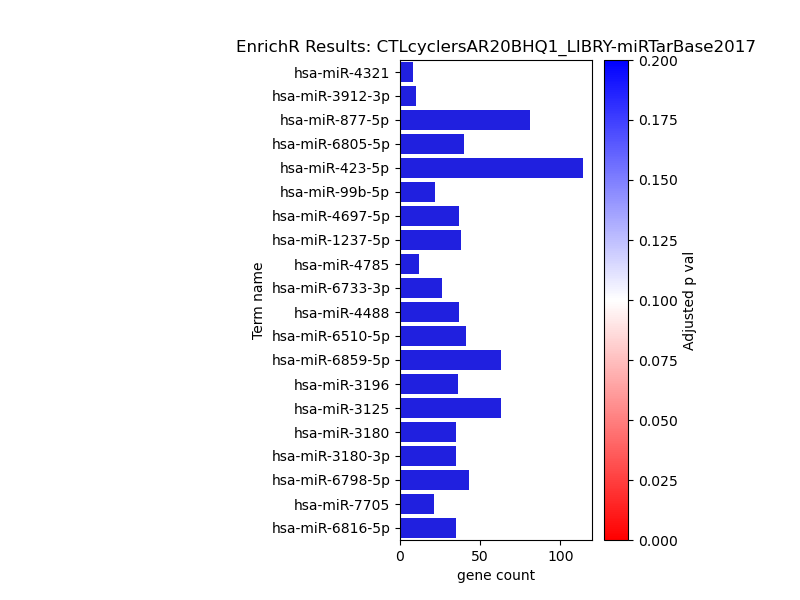 EnrichR Results: CTLcyclersAR20BHQ1_LIBRY-miRTarBase2017
hsa-miR-4321
hsa-miR-3912-3p
hsa-miR-877-5p
hsa-miR-6805-5p
hsa-miR-423-5p
hsa-miR-99b-5p
hsa-miR-4697-5p
hsa-miR-1237-5p
hsa-miR-4785
hsa-miR-6733-3p
hsa-miR-4488
hsa-miR-6510-5p
hsa-miR-6859-5p
hsa-miR-3196
hsa-miR-3125
hsa-miR-3180
hsa-miR-3180-3p
hsa-miR-6798-5p
hsa-miR-7705
hsa-miR-6816-5p
Term name
0 50 100
gene count
0.200
0.175
0.150
0.125
0.100
0.075
0.050
0.025
0.000
Adjusted p val